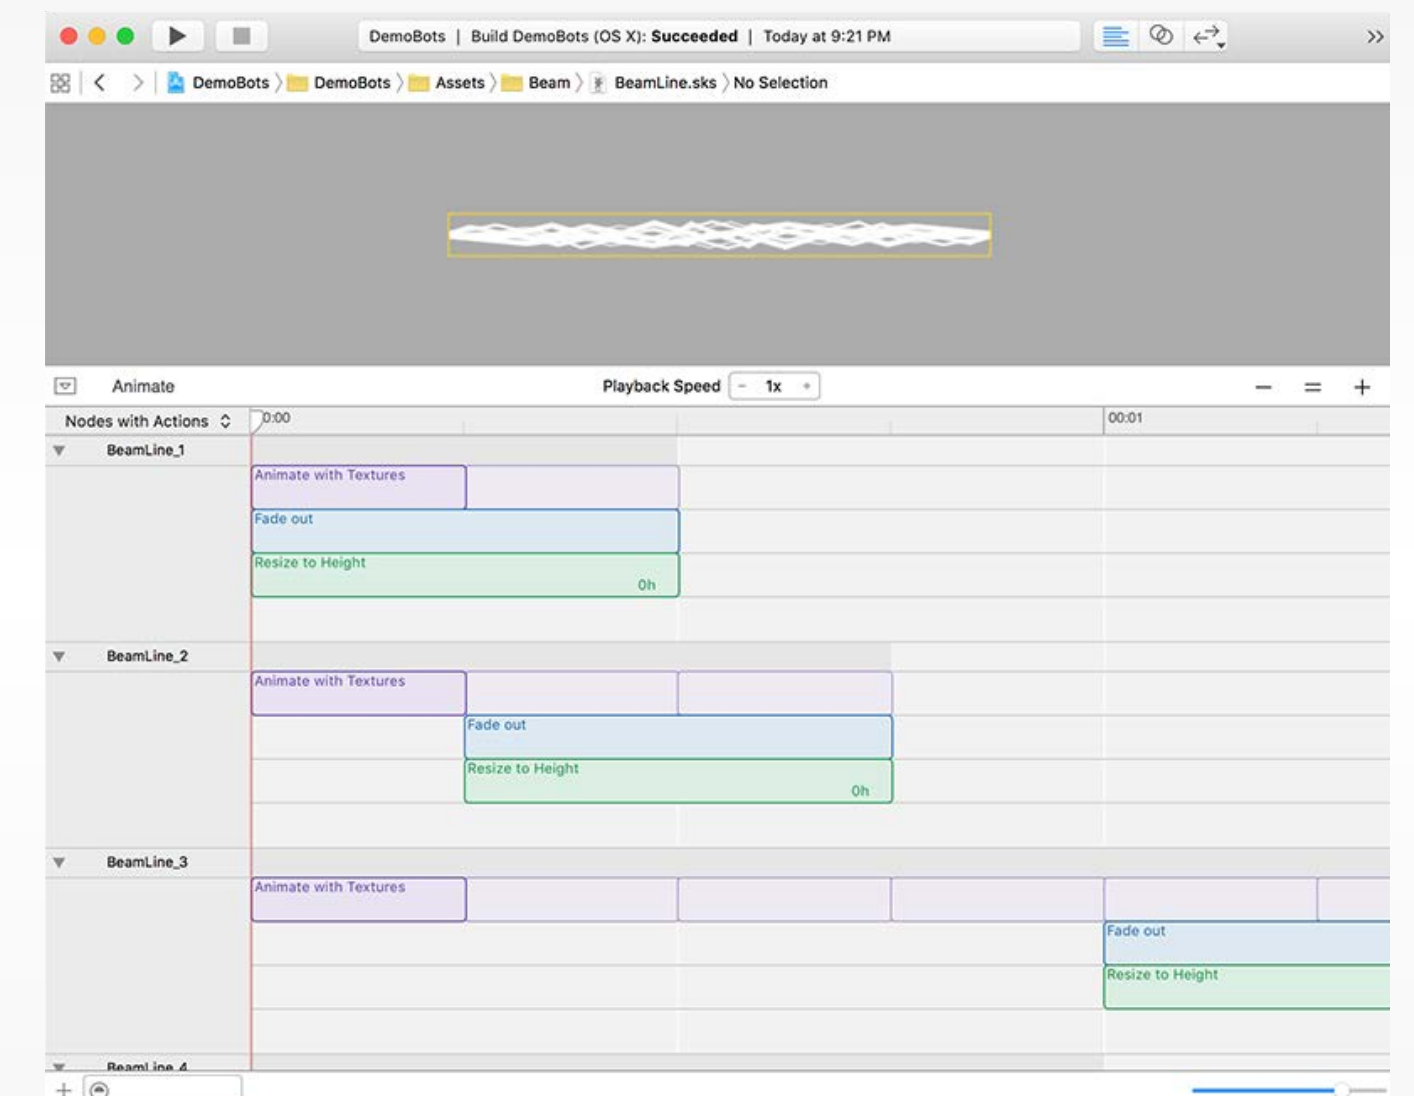 DemoBots | Build DemoBots (OS X): Succeeded | Today at 9:21 PM
DemoBots DemoBots Assets Beam BeamLine.sks No Selection
Animate Playback Speed - 1x +
Nodes with Actions 0:00 00:01
BeamLine_1
Animate with Textures
Fade out
Resize to Height
0h
BeamLine_2
Animate with Textures
Fade out
Resize to Height
0h
BeamLine_3
Animate with Textures
Fade out
Resize to Height
BeamLine_4